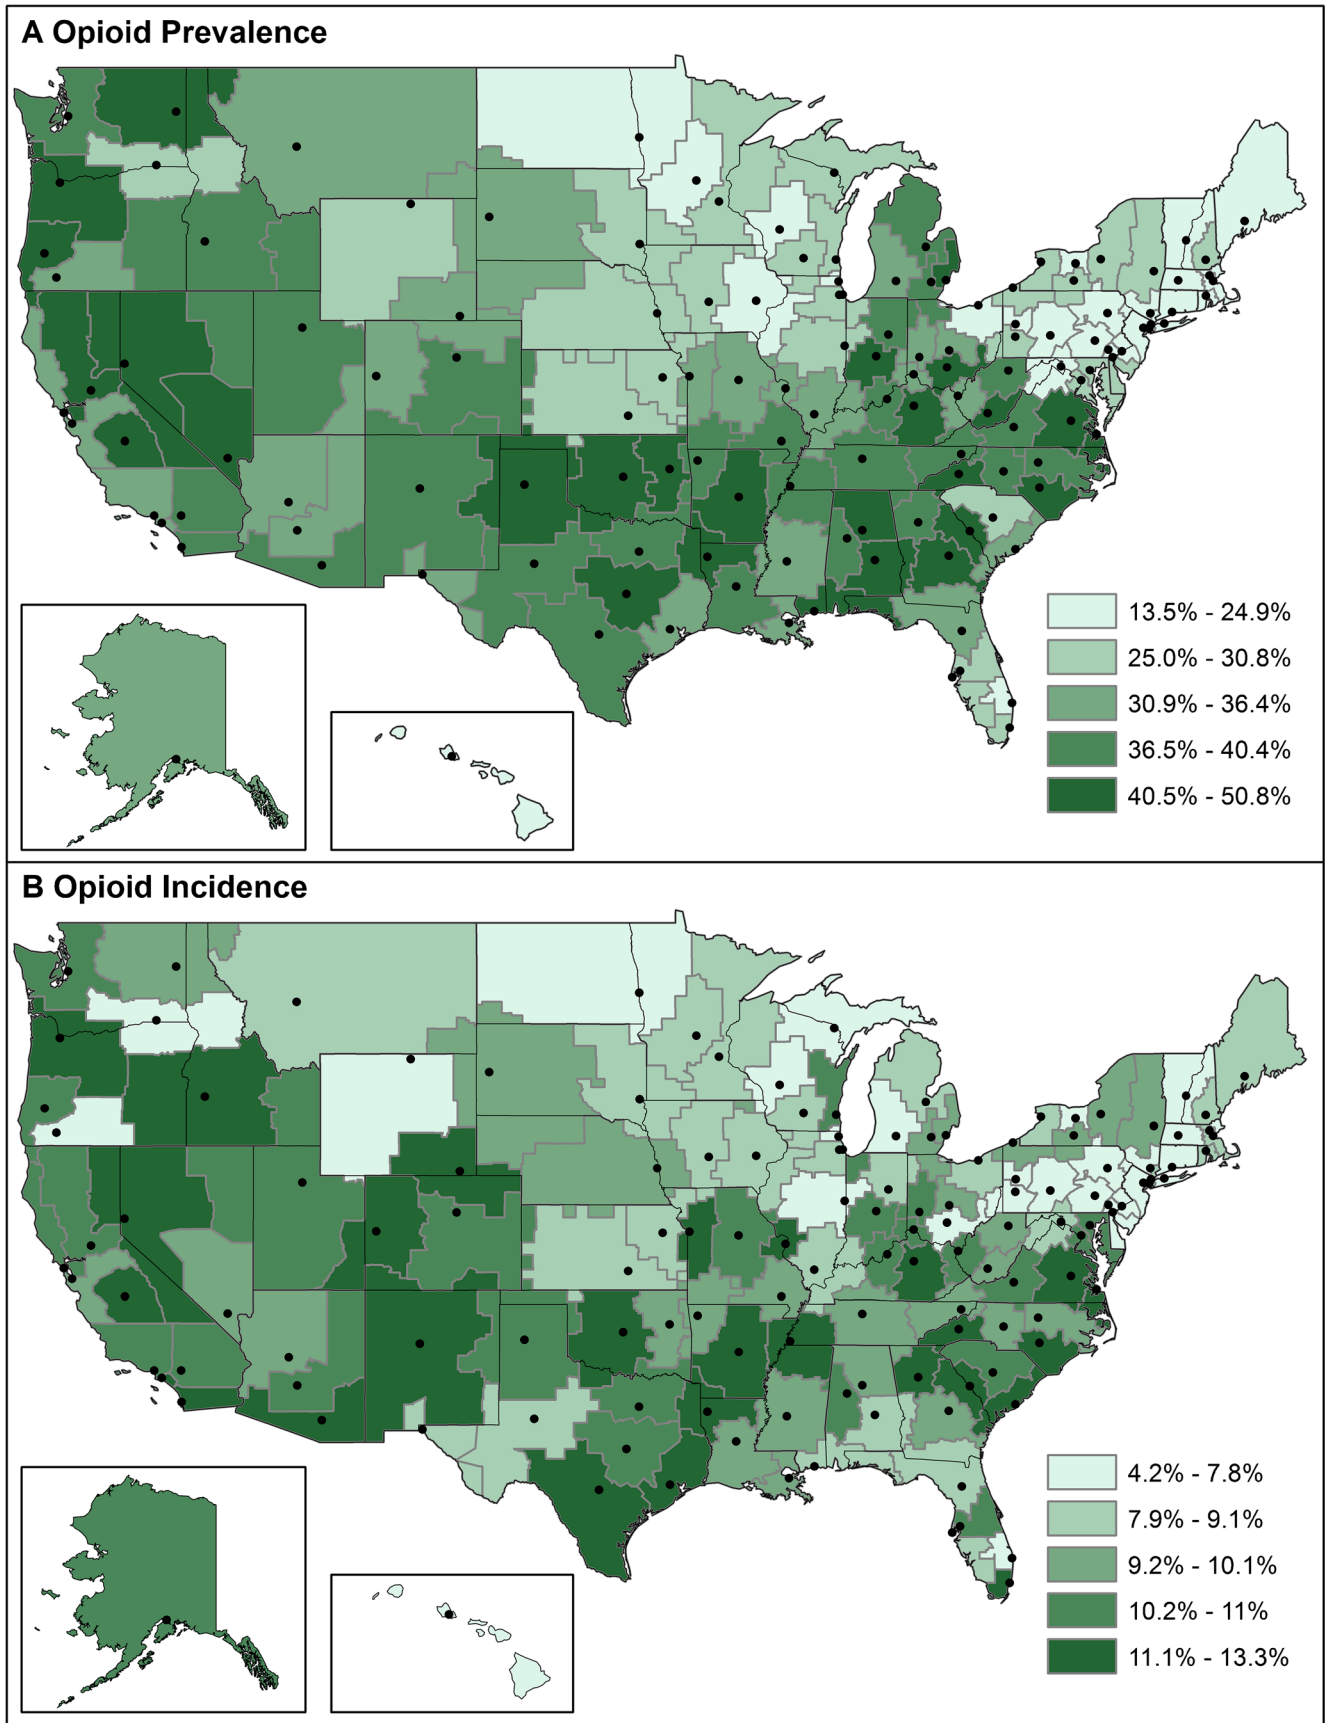 A Opioid Prevalence
13.5% - 24.9%
25.0% - 30.8%
30.9% - 36.4%
36.5% - 40.4%
40.5% - 50.8%
B Opioid Incidence
4.2% - 7.8%
7.9% - 9.1%
9.2% - 10.1%
10.2% - 11%
11.1% - 13.3%